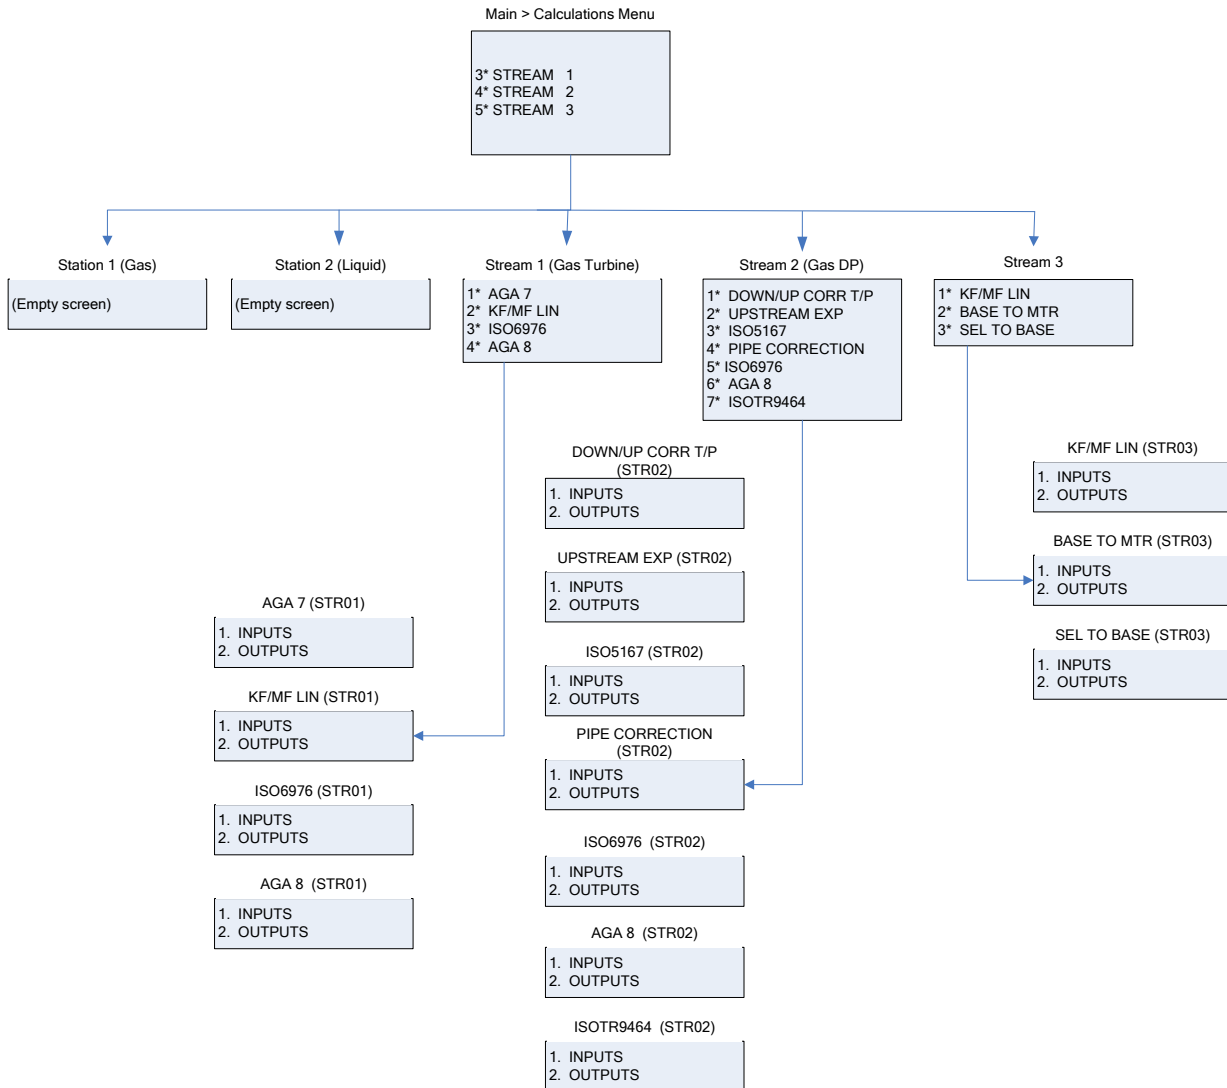 Main > Calculations Menu
3* STREAM 1
4* STREAM 2
5* STREAM 3
Station 1 (Gas)
(Empty screen)
Station 2 (Liquid)
(Empty screen)
Stream 1 (Gas Turbine)
1* AGA 7
2* KF/MF LIN
3* ISO6976
4* AGA 8
Stream 2 (Gas DP)
1* DOWN/UP CORR T/P
2* UPSTREAM EXP
3* ISO5167
4* PIPE CORRECTION
5* ISO6976
6* AGA 8
7* ISOTR9464
Stream 3
1* KF/MF LIN
2* BASE TO MTR
3* SEL TO BASE
AGA 7 (STR01)
1. INPUTS
2. OUTPUTS
KF/MF LIN (STR01)
1. INPUTS
2. OUTPUTS
ISO6976 (STR01)
1. INPUTS
2. OUTPUTS
AGA 8 (STR01)
1. INPUTS
2. OUTPUTS
DOWN/UP CORR T/P
(STR02)
1. INPUTS
2. OUTPUTS
UPSTREAM EXP (STR02)
1. INPUTS
2. OUTPUTS
ISO5167 (STR02)
1. INPUTS
2. OUTPUTS
PIPE CORRECTION
(STR02)
1. INPUTS
2. OUTPUTS
ISO6976 (STR02)
1. INPUTS
2. OUTPUTS
AGA 8 (STR02)
1. INPUTS
2. OUTPUTS
ISOTR9464 (STR02)
1. INPUTS
2. OUTPUTS
KF/MF LIN (STR03)
1. INPUTS
2. OUTPUTS
BASE TO MTR (STR03)
1. INPUTS
2. OUTPUTS
SEL TO BASE (STR03)
1. INPUTS
2. OUTPUTS